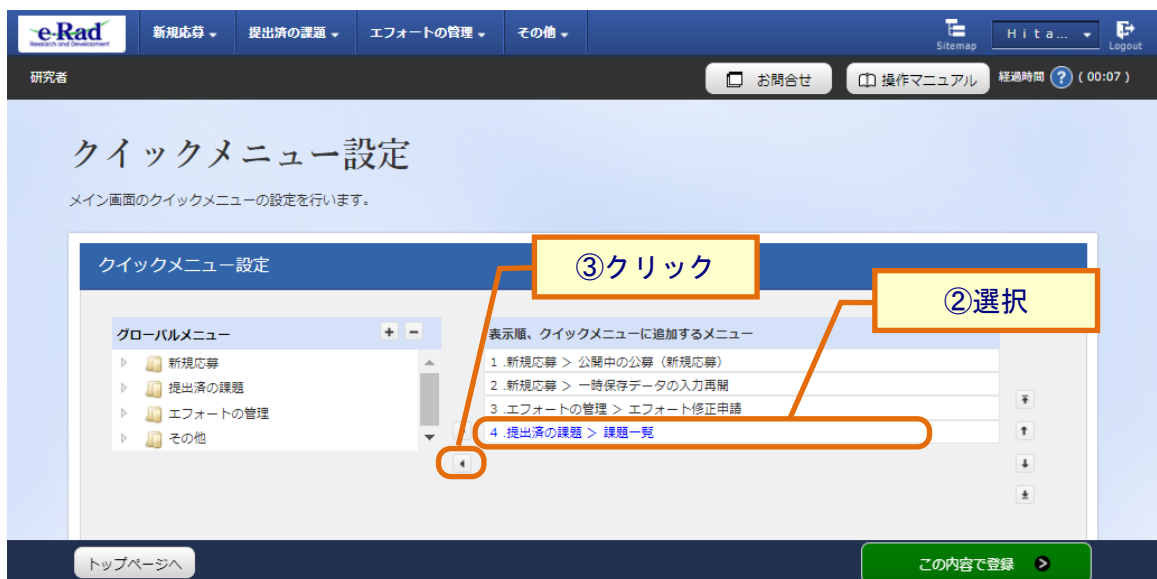 e-Rad
Research and Development
新規応募
提出済の課題
エフォートの管理
その他
Sitemap
Hita...
Logout
研究者
お問合せ
操作マニュアル
経過時間 ? ( 00:07 )
クイックメニュー設定
メイン画面のクイックメニューの設定を行います。
クイックメニュー設定
③クリック
②選択
グローバルメニュー
新規応募
提出済の課題
エフォートの管理
その他
表示順、クイックメニューに追加するメニュー
1 .新規応募 > 公開中の公募（新規応募）
2 .新規応募 > 一時保存データの入力再開
3 .エフォートの管理 > エフォート修正申請
4 .提出済の課題 > 課題一覧
トップページへ
この内容で登録